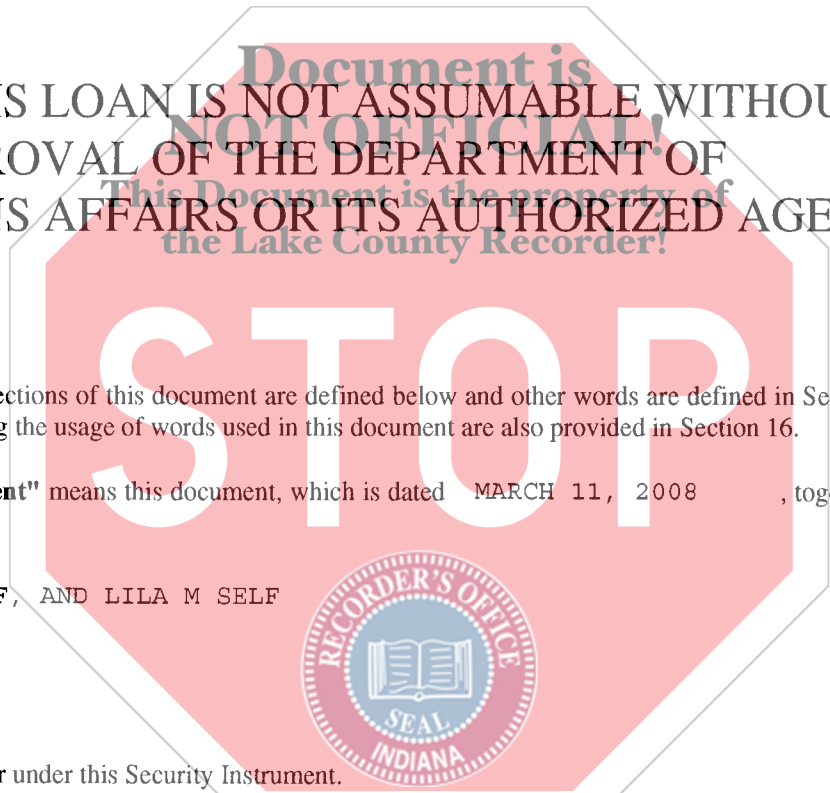 Document is
S LOAN IS NOT ASSUMABLE WITHOU
NOT OFFICIAL!
ROVAL OF THE DEPARTMENT OF
This Document is the property of
S AFFAIRS OR ITS AUTHORIZED AGE
the Lake County Recorder!
STOP
ections of this document are defined below and other words are defined in Se
g the usage of words used in this document are also provided in Section 16.
ent" means this document, which is dated MARCH 11, 2008 , toge
F, AND LILA M SELF
RECORDER'S OFFICE
SEAL
INDIANA
r under this Security Instrument.